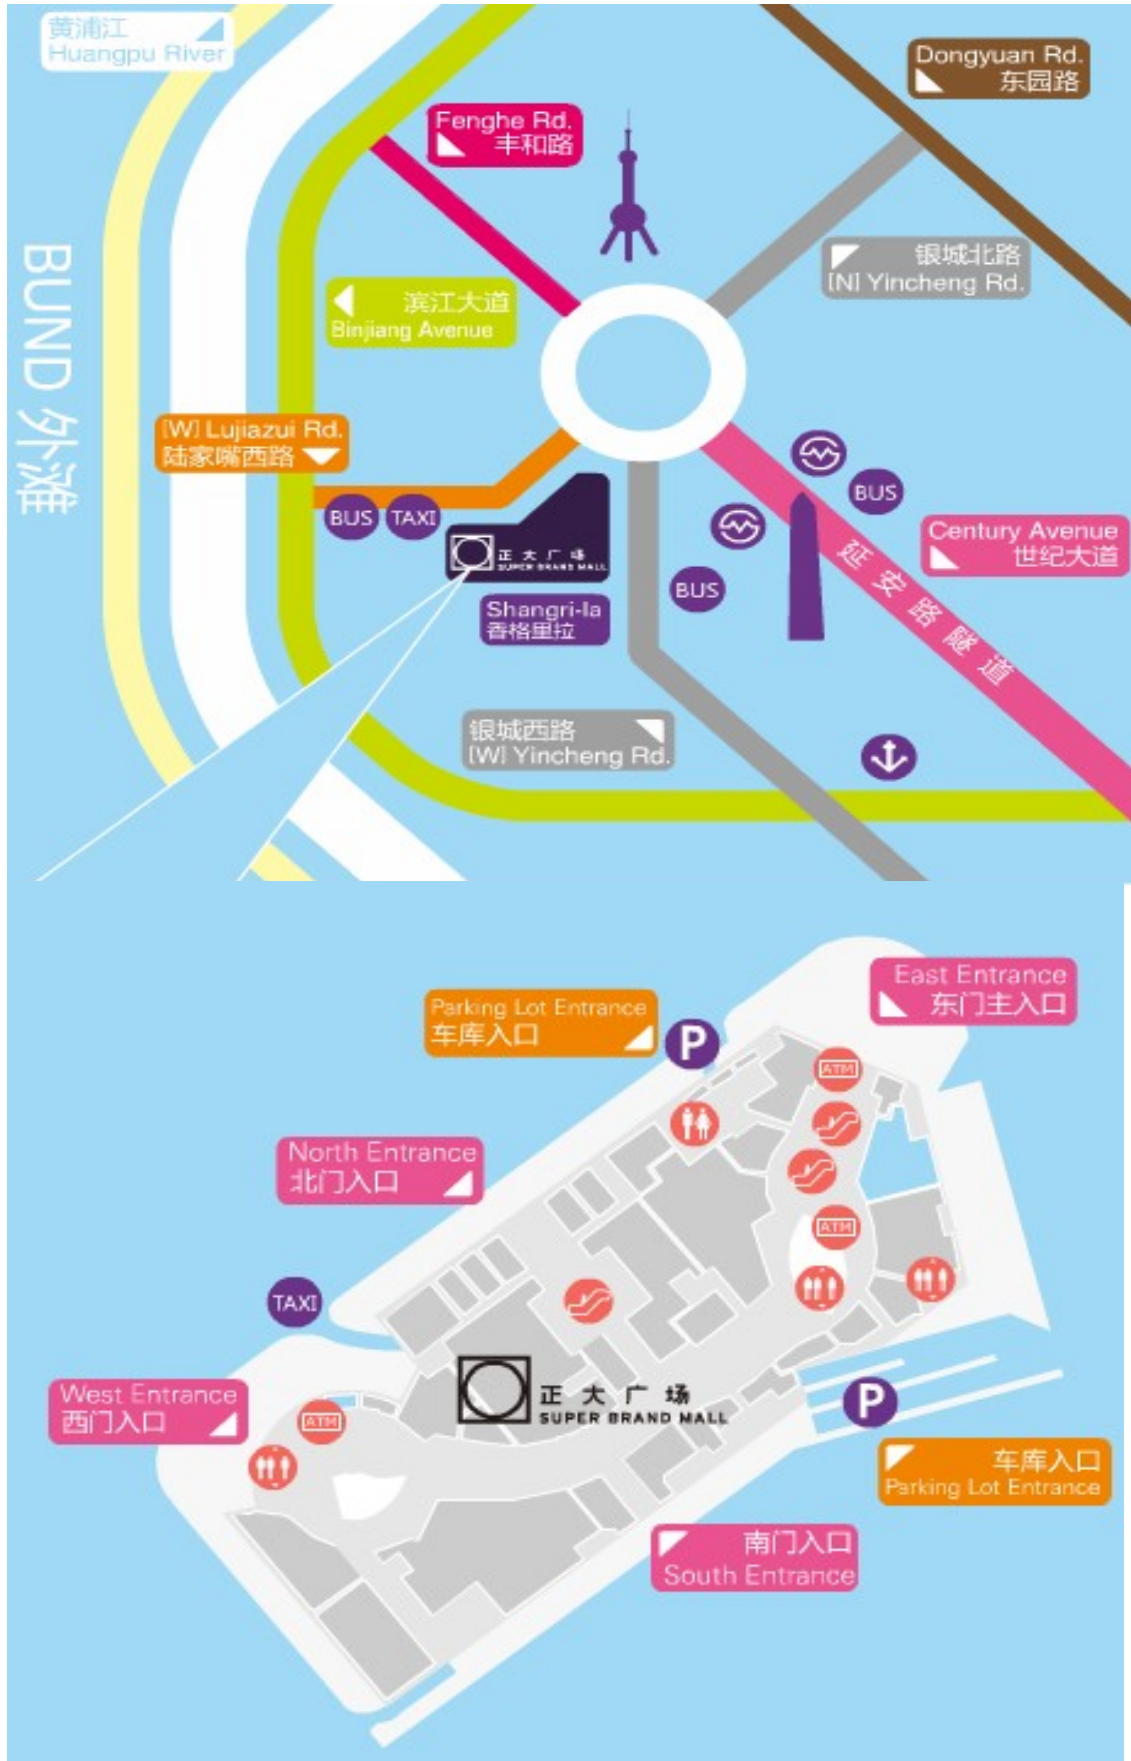 黄浦江
Huangpu River
Dongyuan Rd.
东园路
Fenghe Rd.
丰和路
银城北路
[N] Yincheng Rd.
滨江大道
Binjiang Avenue
BUND 外滩
[W] Lujiazui Rd.
陆家嘴西路
BUS
TAXI
BUS
正大广场
SUPER BRAND MALL
Century Avenue
世纪大道
延安路隧道
BUS
Shangri-la
香格里拉
银城西路
[W] Yincheng Rd.
East Entrance
东门主入口
Parking Lot Entrance
车库入口
P
ATM
North Entrance
北门入口
ATM
TAXI
West Entrance
西门入口
ATM
正大广场
SUPER BRAND MALL
P
车库入口
Parking Lot Entrance
南门入口
South Entrance